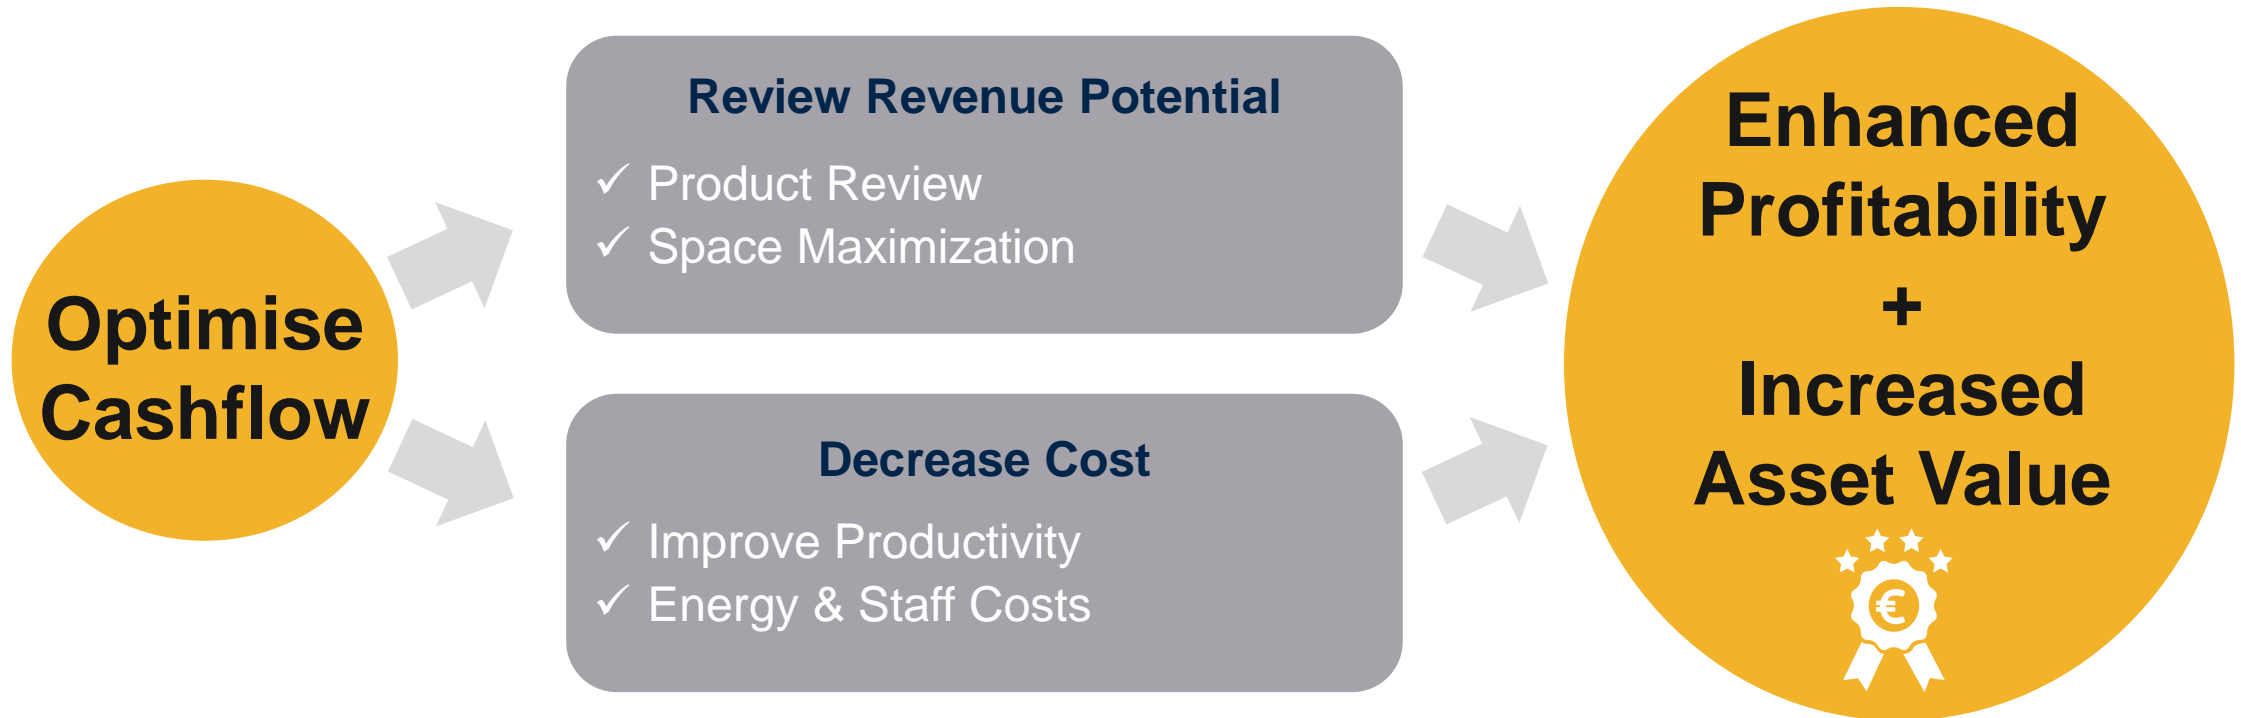 Optimise
Cashflow
Review Revenue Potential
✓ Product Review
✓ Space Maximization
Decrease Cost
✓ Improve Productivity
✓ Energy & Staff Costs
Enhanced
Profitability
+
Increased
Asset Value
€